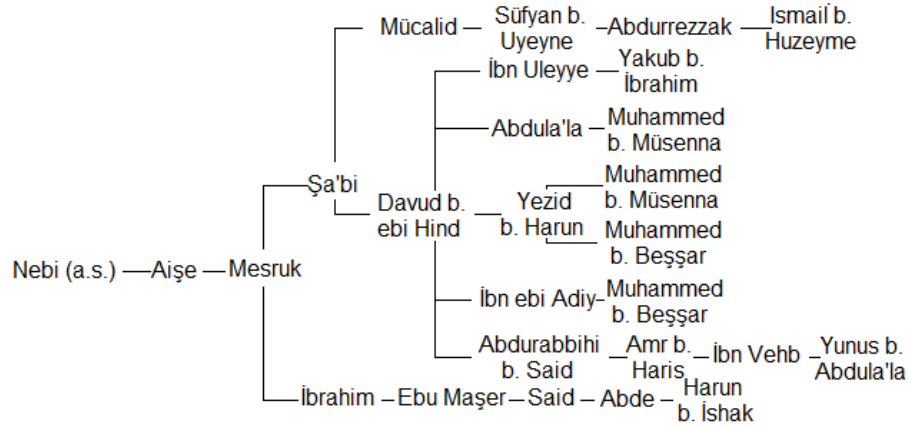 Mücalid
Süfyan b.
Uyeyne
Abdurrezzak
Ismail b.
Huzeyme
İbn Uleyye
Yakub b.
İbrahim
Abdula'la
Muhammed
b. Müsenna
Şa'bi
Davud b.
ebi Hind
Yezid
b. Harun
Muhammed
b. Müsenna
Muhammed
b. Beşşar
Nebi (a.s.)
Aişe
Mesruk
İbn ebi Adiy
Muhammed
b. Beşşar
Abdurabbihi
b. Said
Amr b.
Haris
İbn Vehb
Yunus b.
Abdula'la
İbrahim
Ebu Maşer
Said
Abde
Harun
b. İshak